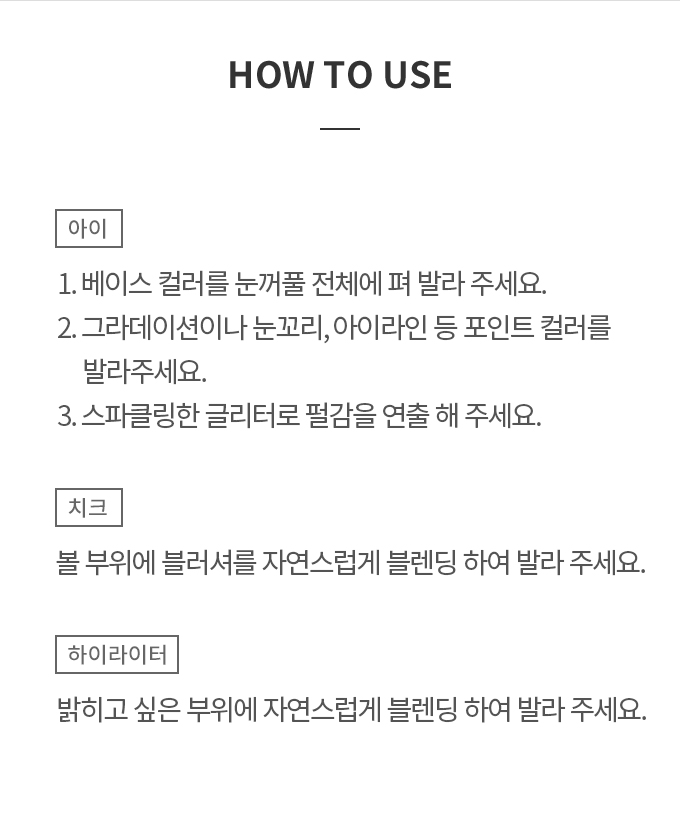 HOW TO USE
아이
1. 베이스 컬러를 눈꺼풀 전체에 펴 발라 주세요.
2. 그라데이션이나 눈꼬리, 아이라인 등 포인트 컬러를
발라주세요.
3. 스파클링한 글리터로 펄감을 연출 해 주세요.
치크
볼 부위에 블러셔를 자연스럽게 블렌딩 하여 발라 주세요.
하이라이터
밝히고 싶은 부위에 자연스럽게 블렌딩 하여 발라 주세요.